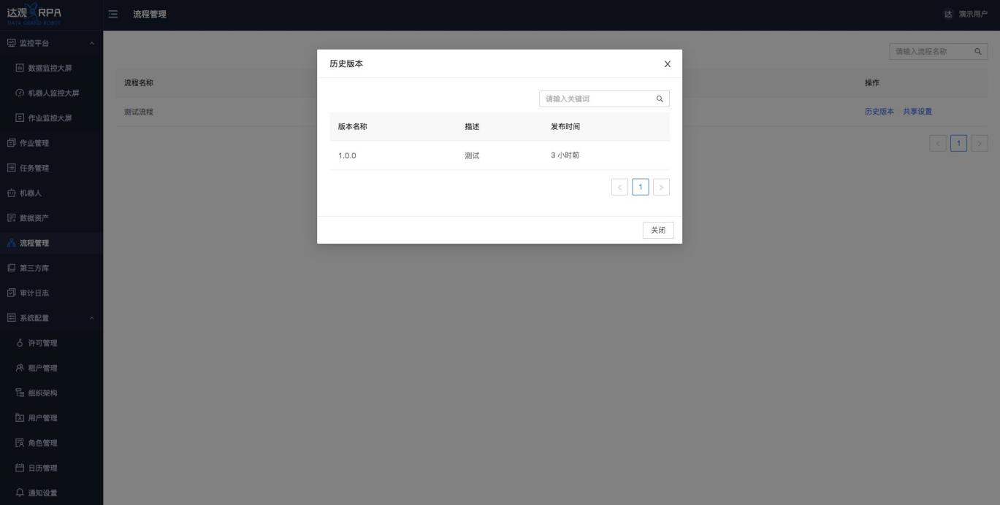 达观 RPA
DATA GRAND ROBOT
流程管理
达 演示用户
监控平台
数据监控大屏
机器人监控大屏
作业监控大屏
作业管理
任务管理
机器人
数据资产
流程管理
第三方库
审计日志
系统配置
许可管理
租户管理
组织架构
用户管理
角色管理
日历管理
通知设置
请输入流程名称
流程名称 操作
测试流程 历史版本 共享设置
< 1 >
历史版本 X
请输入关键词
版本名称 描述 发布时间
1.0.0 测试 3 小时前
< 1 >
关闭